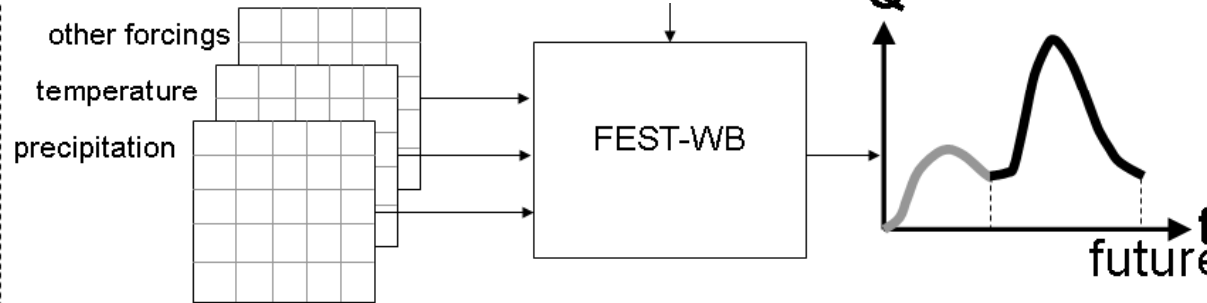 Q
other forcings
temperature
precipitation
FEST-WB
t
future